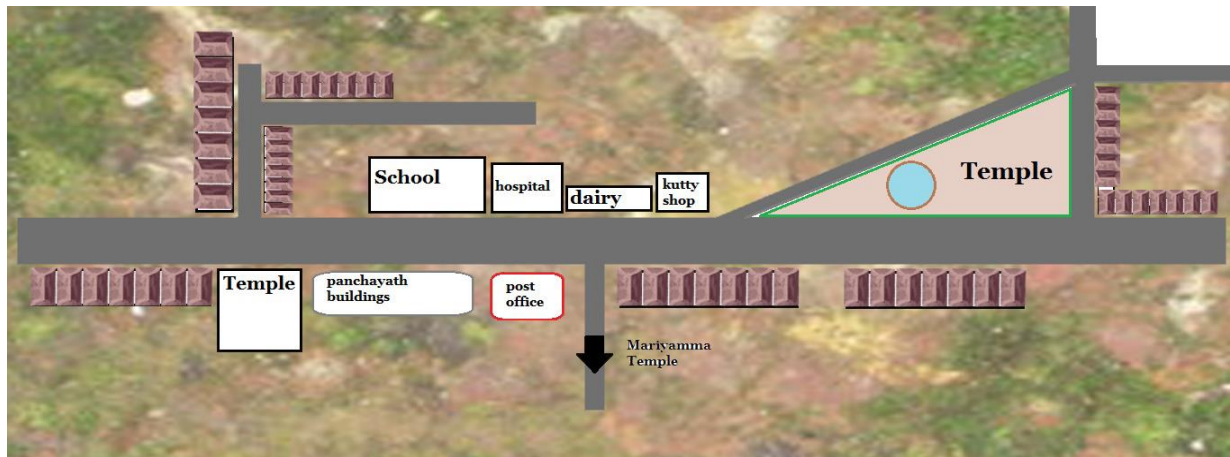 School
hospital
dairy
kutty
shop
Temple
Temple
panchayath
buildings
post
office
Mariyamma
Temple